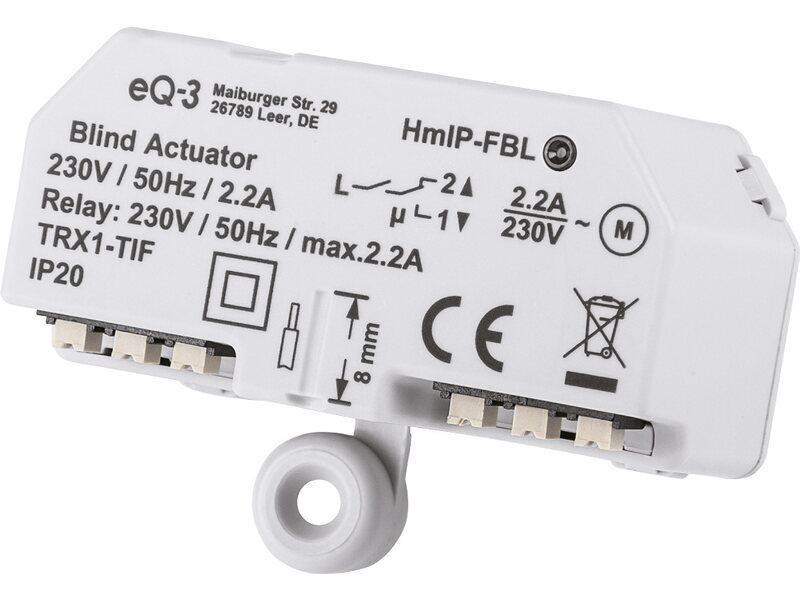 eQ-3 Maiburger Str. 29
26789 Leer, DE
Blind Actuator
230V / 50Hz / 2.2A
Relay: 230V / 50Hz / max.2.2A
TRX1-TIF
IP20
HmIP-FBL
L 2▲
µ 1▼
2.2A
230V ~ M
8 mm
CE